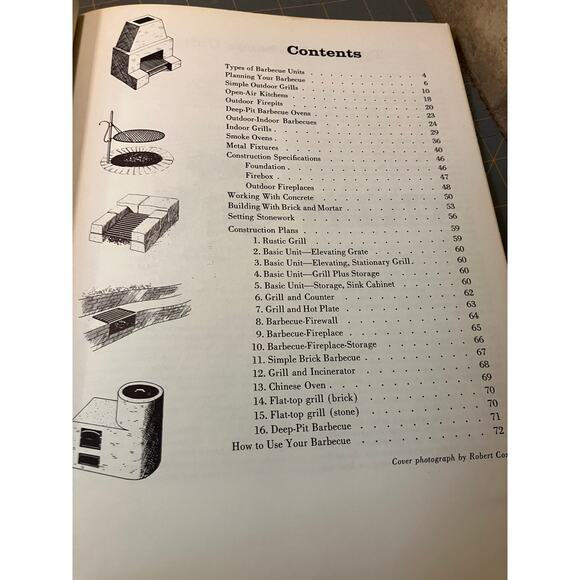 Contents
Types of Barbecue Units 4
Planning Your Barbecue 6
Simple Outdoor Grills 10
Open-Air Kitchens 18
Outdoor Firepits 20
Deep-Pit Barbecue Ovens 23
Outdoor-Indoor Barbecues 24
Indoor Grills 29
Smoke Ovens 36
Metal Fixtures 40
Construction Specifications 46
Foundation 46
Firebox 47
Outdoor Fireplaces 48
Working With Concrete 50
Building With Brick and Mortar 53
Setting Stonework 56
Construction Plans 59
1. Rustic Grill 59
2. Basic Unit—Elevating Grate 60
3. Basic Unit—Elevating, Stationary Grill 60
4. Basic Unit—Grill Plus Storage 60
5. Basic Unit—Storage, Sink Cabinet 60
6. Grill and Counter 62
7. Grill and Hot Plate 63
8. Barbecue-Firewall 64
9. Barbecue-Fireplace 65
10. Barbecue-Fireplace-Storage 66
11. Simple Brick Barbecue 67
12. Grill and Incinerator 68
13. Chinese Oven 69
14. Flat-top grill (brick) 70
15. Flat-top grill (stone) 70
16. Deep-Pit Barbecue 71
How to Use Your Barbecue 72
Cover photograph by Robert